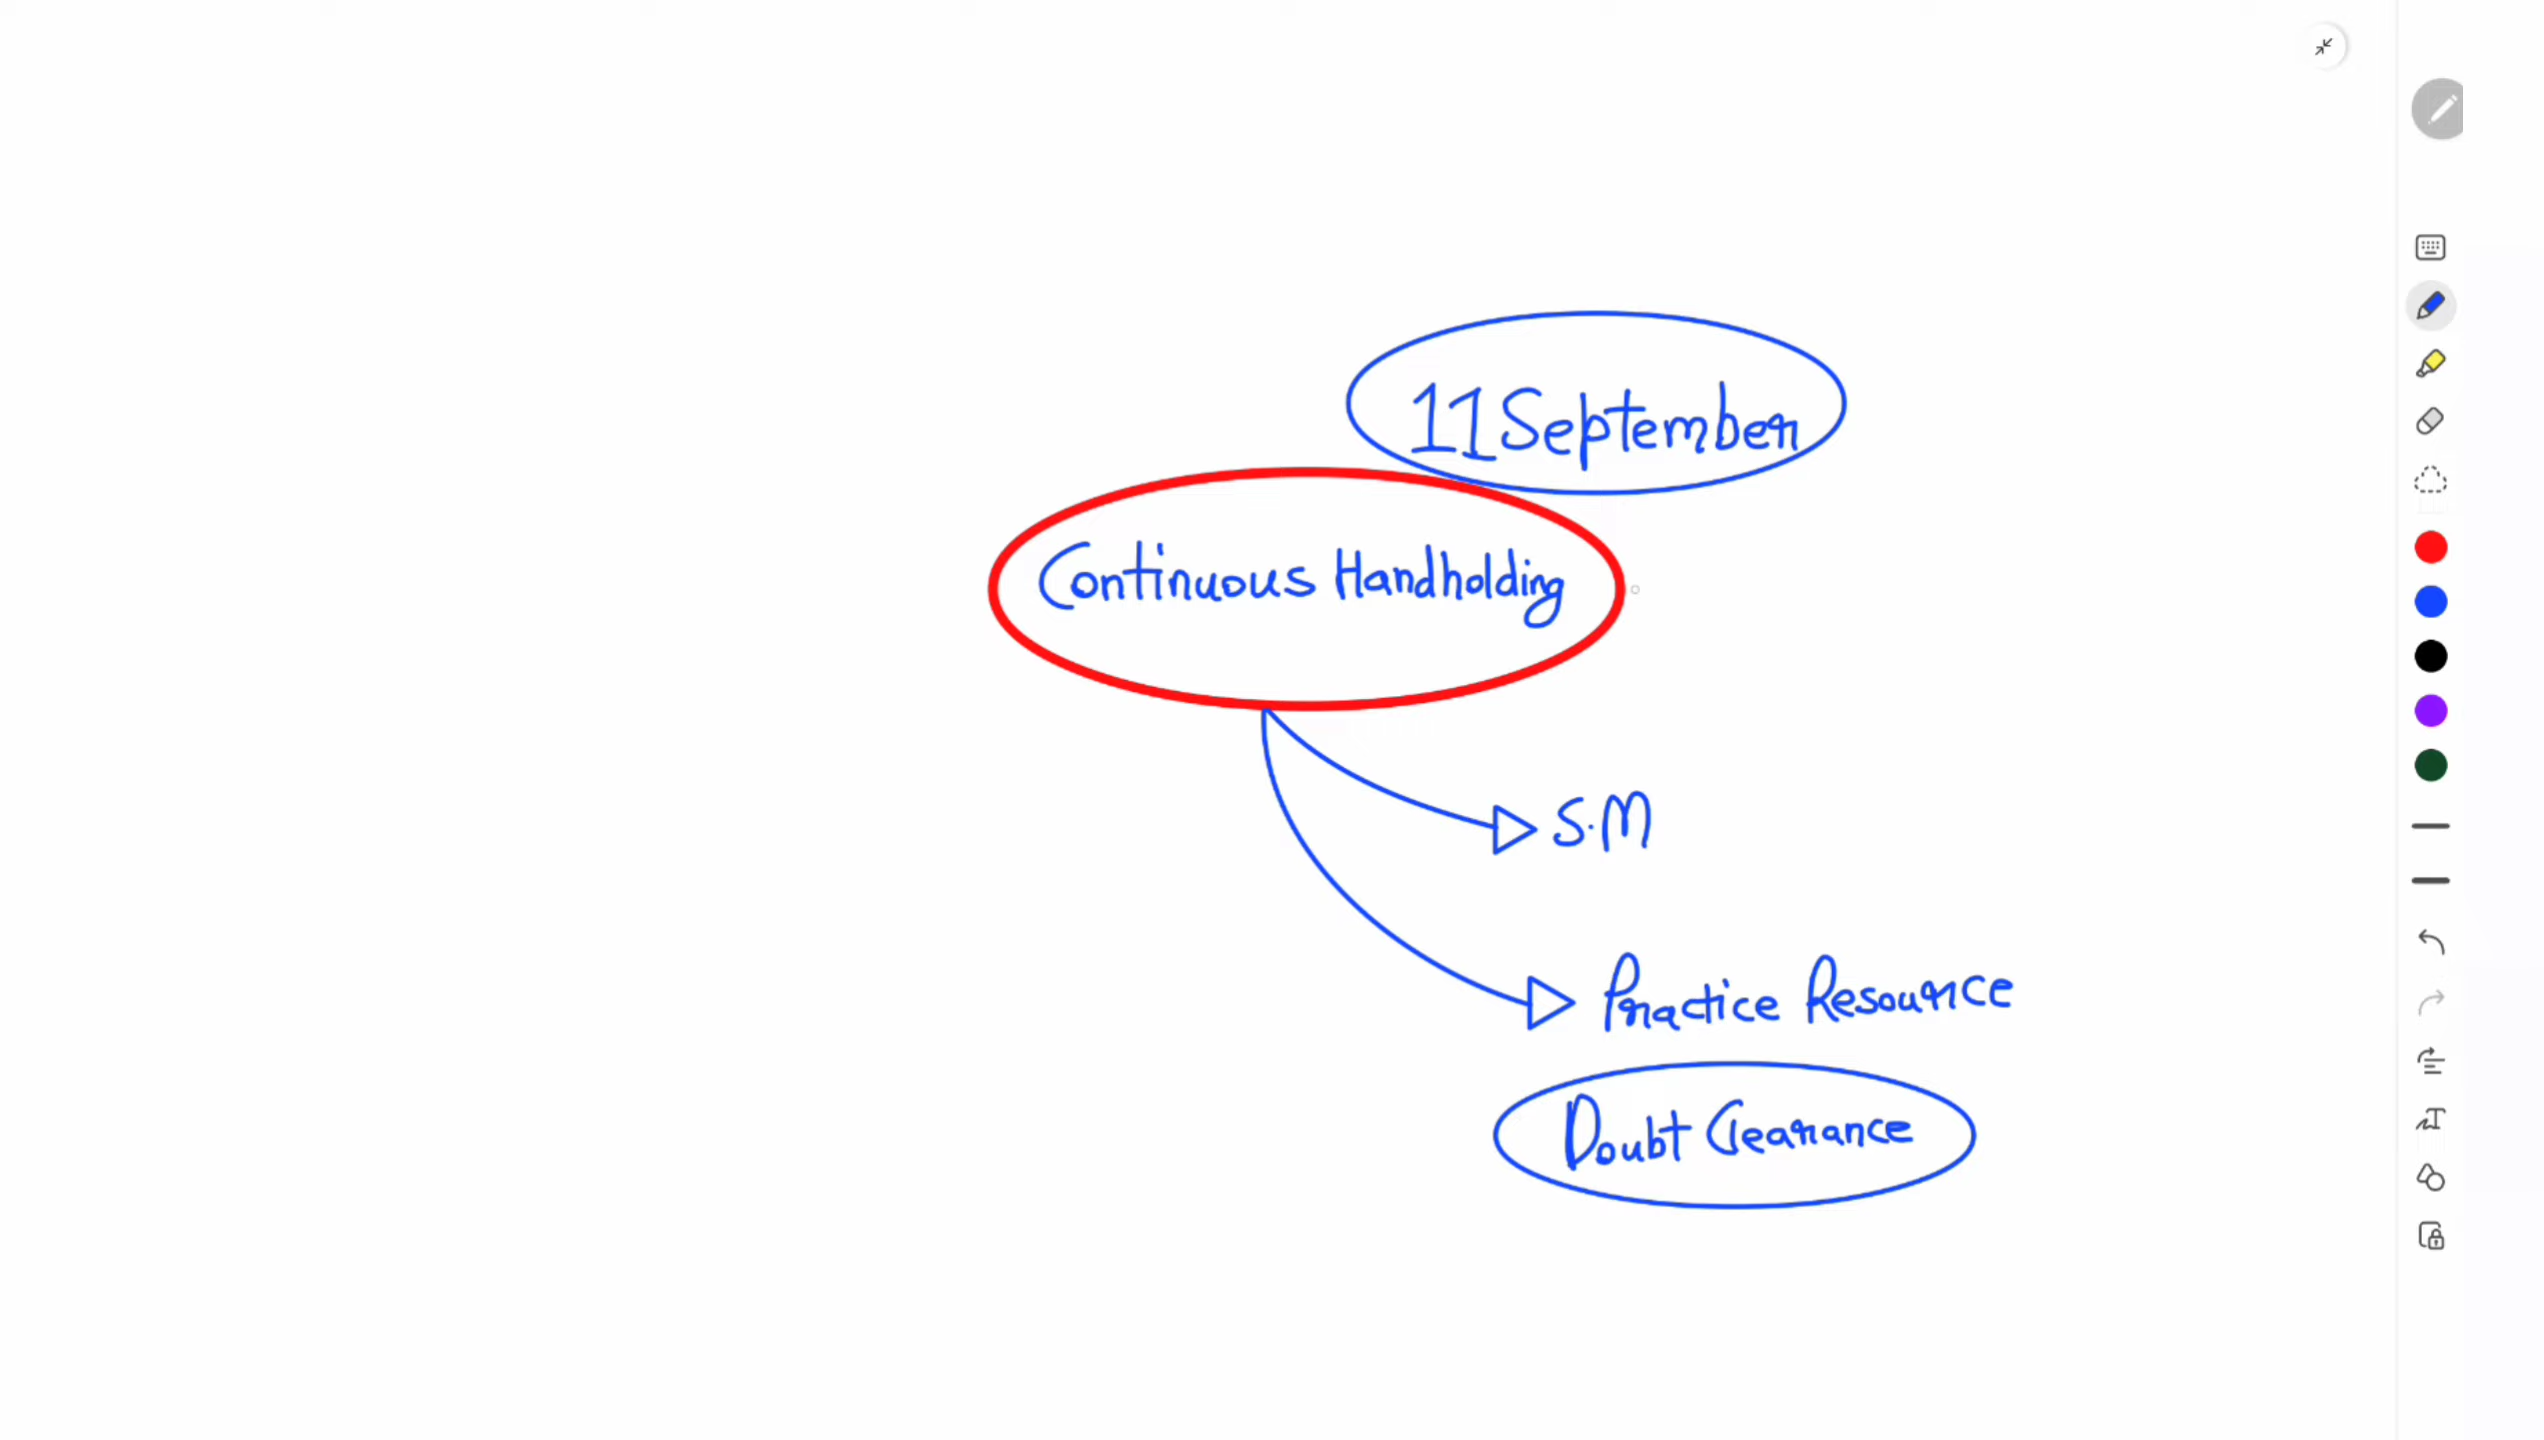 11 September
Continuous Handholding
S.M
Practice Resource
Doubt Clearance